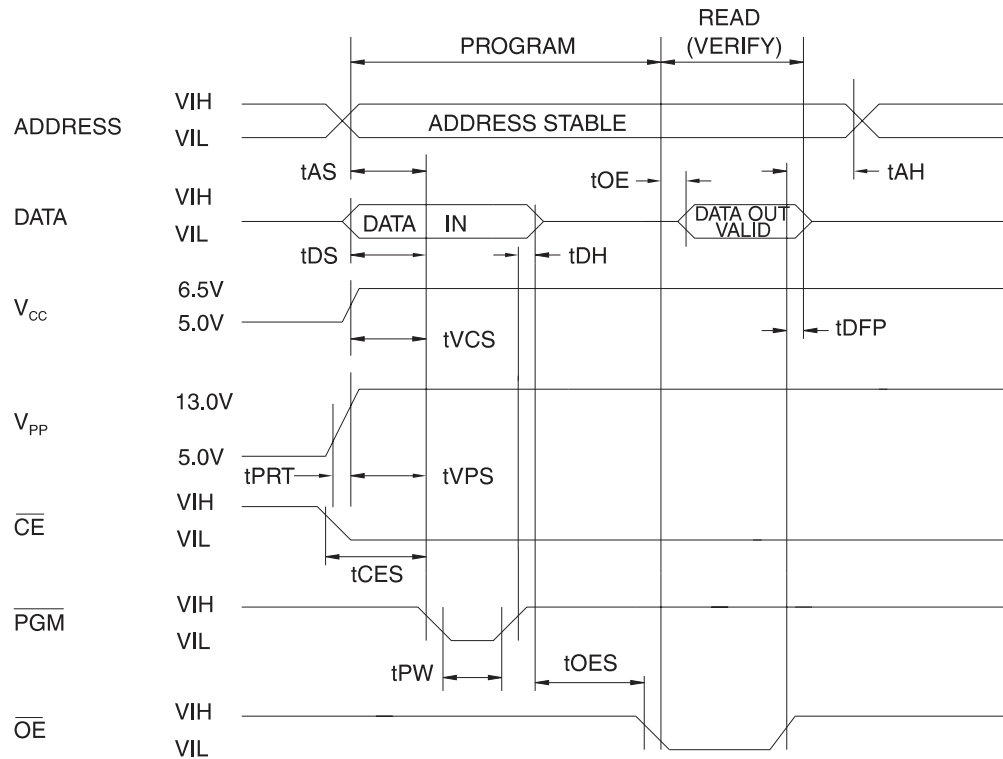 READ
PROGRAM (VERIFY)
ADDRESS VIH
VIL
ADDRESS STABLE
tAS tOE tAH
DATA VIH
VIL
DATA IN
DATA OUT
VALID
tDS tDH
VCC 6.5V
5.0V
tVCS tDFP
VPP 13.0V
5.0V
tPRT tVPS
CE VIH
VIL
tCES
PGM VIH
VIL
tPW tOES
OE VIH
VIL